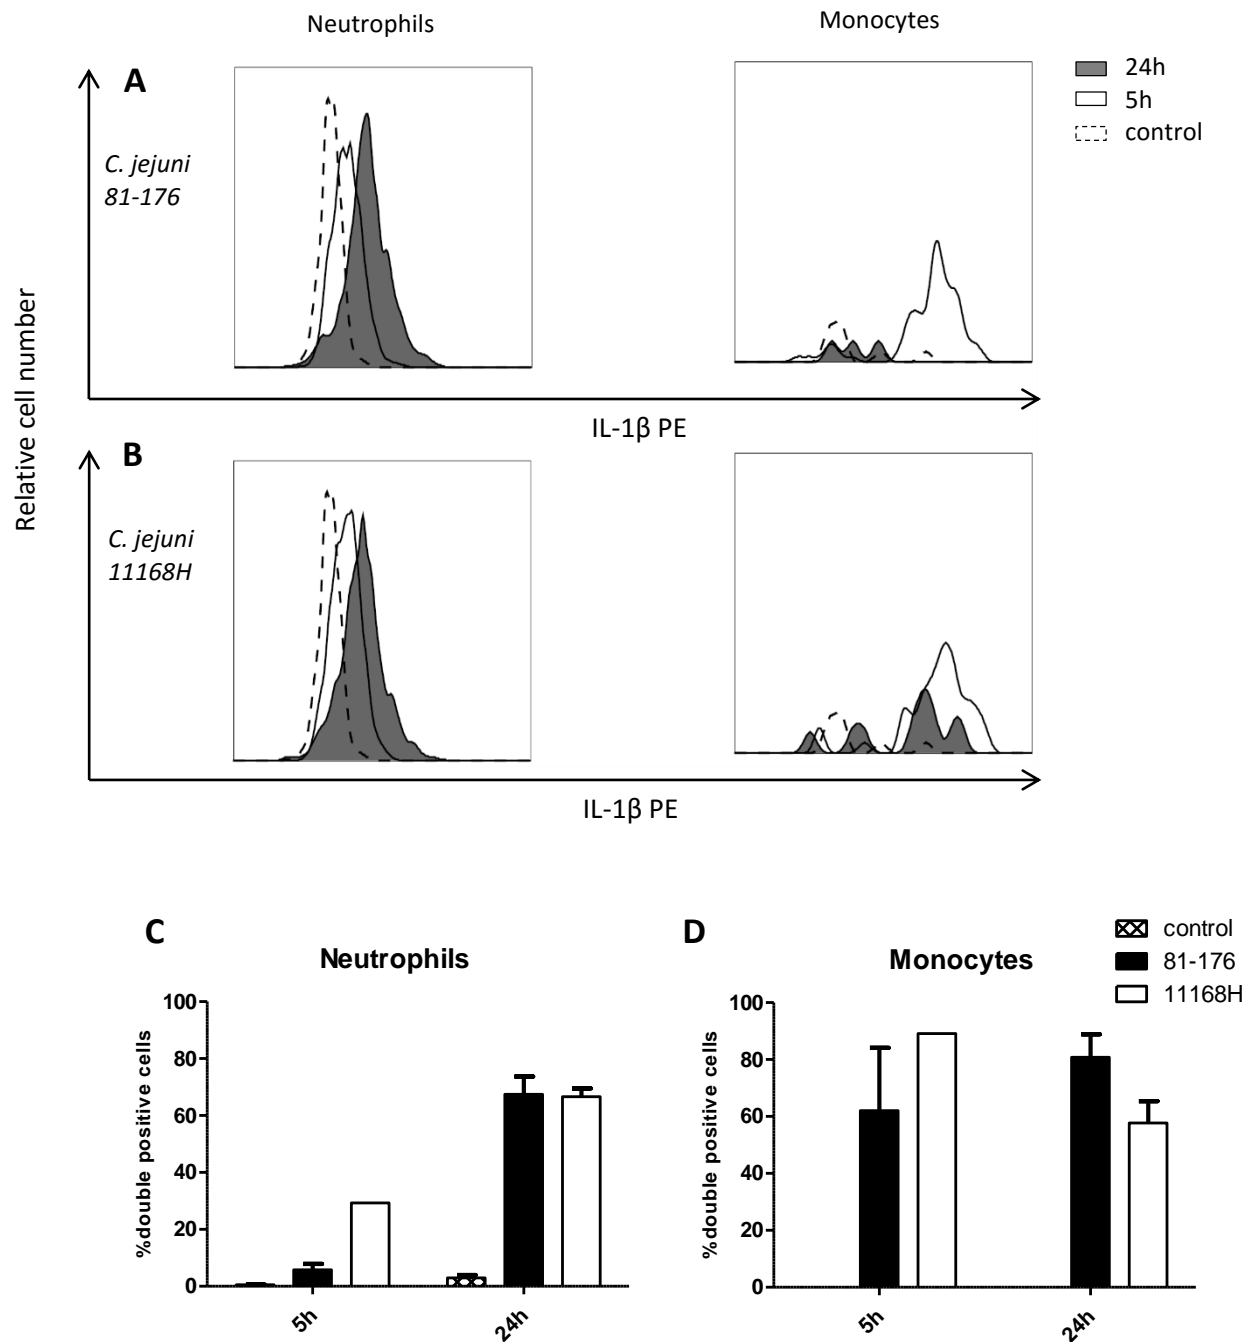 Neutrophils
Monocytes
A
24h
5h
control
C. jejuni
81-176
Relative cell number
IL-1β PE
B
C. jejuni
11168H
IL-1β PE
C
Neutrophils
D
Monocytes
control
81-176
11168H
%double positive cells
100
80
60
40
20
0
5h
24h
%double positive cells
100
80
60
40
20
0
5h
24h